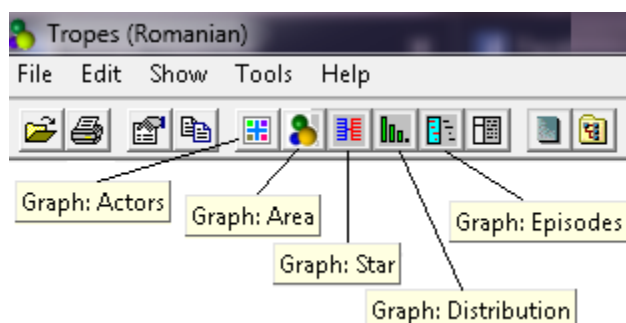 Tropes (Romanian)
File Edit Show Tools Help
Graph: Actors
Graph: Area
Graph: Episodes
Graph: Star
Graph: Distribution